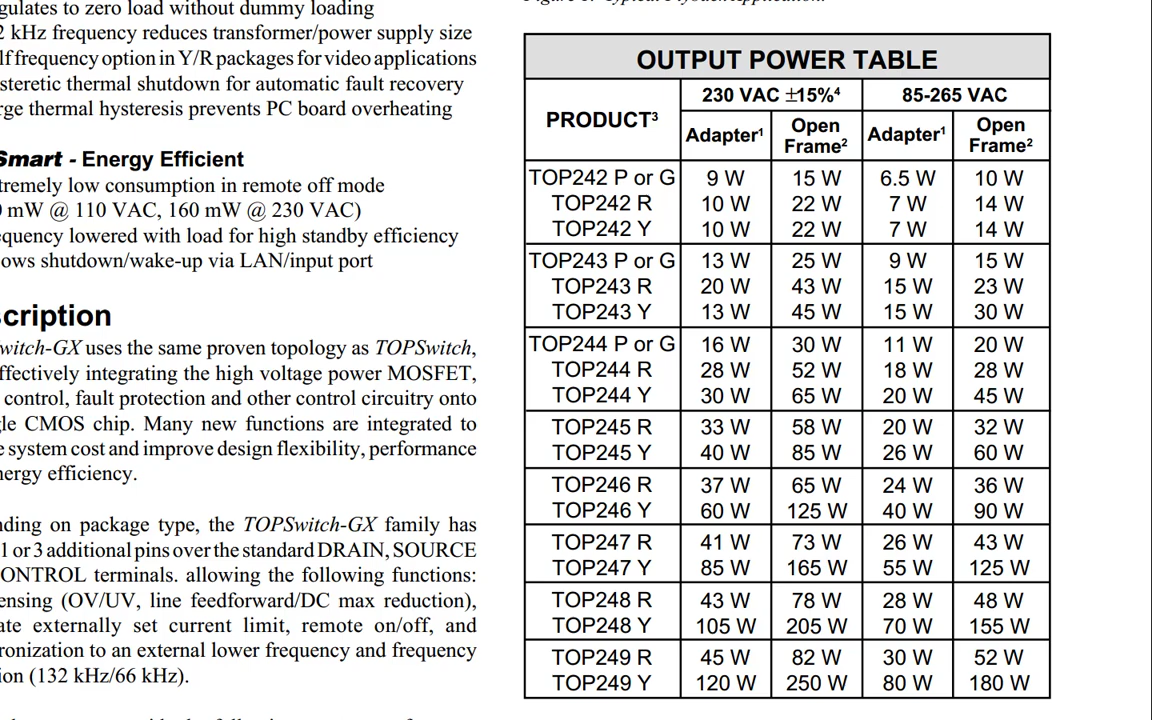 gulates to zero load without dummy loading
2 kHz frequency reduces transformer/power supply size
lf frequency option in Y/R packages for video applications
steretic thermal shutdown for automatic fault recovery
rge thermal hysteresis prevents PC board overheating
Smart - Energy Efficient
tremely low consumption in remote off mode
0 mW @ 110 VAC, 160 mW @ 230 VAC)
equency lowered with load for high standby efficiency
lows shutdown/wake-up via LAN/input port
scription
witch-GX uses the same proven topology as TOPSwitch,
ffectively integrating the high voltage power MOSFET,
control, fault protection and other control circuitry onto
gle CMOS chip. Many new functions are integrated to
e system cost and improve design flexibility, performance
nergy efficiency.
nding on package type, the TOPSwitch-GX family has
1 or 3 additional pins over the standard DRAIN, SOURCE
ONTROL terminals. allowing the following functions:
ensing (OV/UV, line feedforward/DC max reduction),
ate externally set current limit, remote on/off, and
ronization to an external lower frequency and frequency
ion (132 kHz/66 kHz).
OUTPUT POWER TABLE
PRODUCT³ 230 VAC ±15%⁴ 85-265 VAC
Adapter¹ Open Frame² Adapter¹ Open Frame²
TOP242 P or G 9 W 15 W 6.5 W 10 W
TOP242 R 10 W 22 W 7 W 14 W
TOP242 Y 10 W 22 W 7 W 14 W
TOP243 P or G 13 W 25 W 9 W 15 W
TOP243 R 20 W 43 W 15 W 23 W
TOP243 Y 13 W 45 W 15 W 30 W
TOP244 P or G 16 W 30 W 11 W 20 W
TOP244 R 28 W 52 W 18 W 28 W
TOP244 Y 30 W 65 W 20 W 45 W
TOP245 R 33 W 58 W 20 W 32 W
TOP245 Y 40 W 85 W 26 W 60 W
TOP246 R 37 W 65 W 24 W 36 W
TOP246 Y 60 W 125 W 40 W 90 W
TOP247 R 41 W 73 W 26 W 43 W
TOP247 Y 85 W 165 W 55 W 125 W
TOP248 R 43 W 78 W 28 W 48 W
TOP248 Y 105 W 205 W 70 W 155 W
TOP249 R 45 W 82 W 30 W 52 W
TOP249 Y 120 W 250 W 80 W 180 W